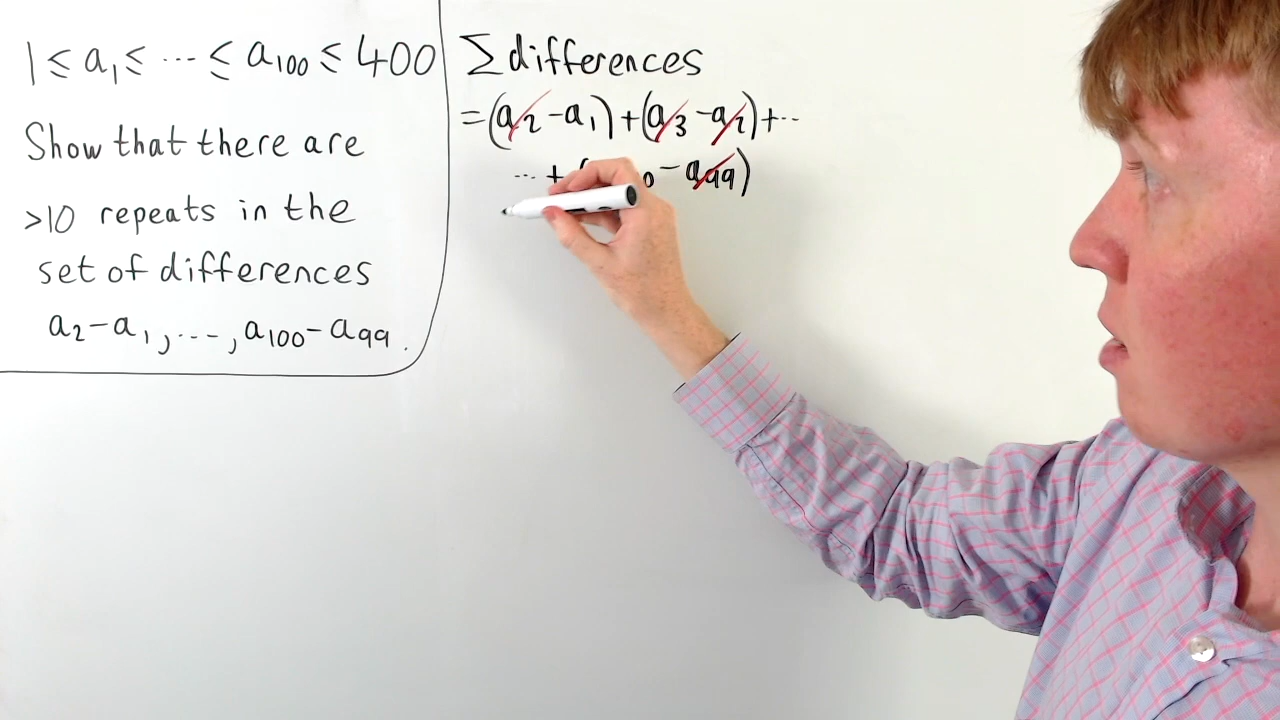 1 ≤ a₁ ≤ ⋯ ≤ a₁₀₀ ≤ 400
Show that there are
>10 repeats in the
set of differences
a₂-a₁, ⋯, a₁₀₀-a₉₉.
∑differences
=(a₂-a₁)+(a₃-a₂)+⋯
⋯+( ₀-a₉₉)